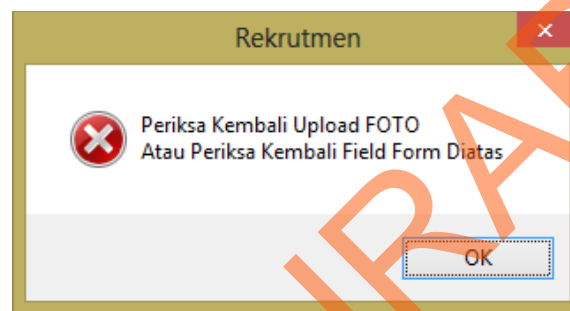 Rekrutmen
Periksa Kembali Upload FOTO
Atau Periksa Kembali Field Form Diatas
OK